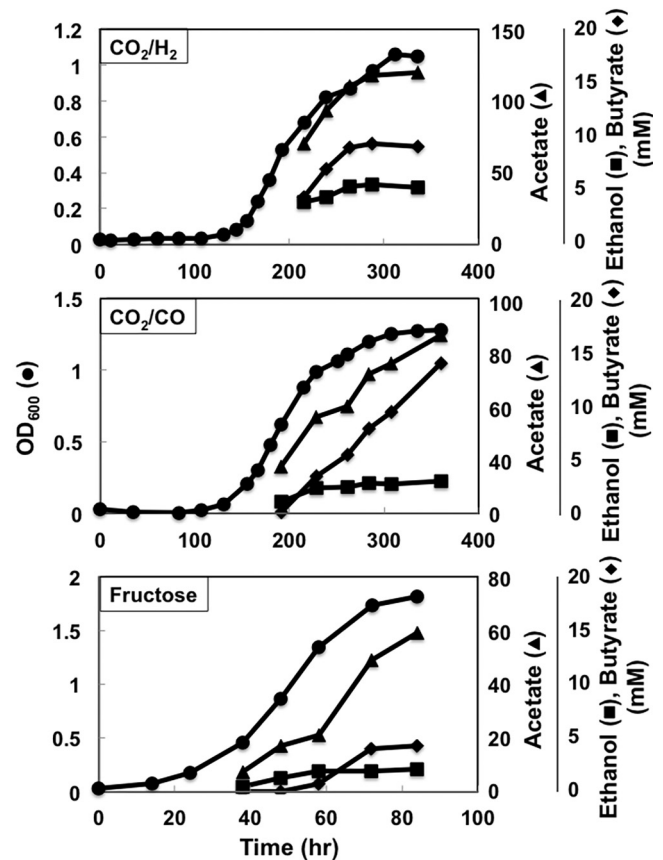 CO2/H2
1.2
1
0.8
0.6
0.4
0.2
0
0 100 200 300 400
150
100
50
0
Acetate (▲)
20
15
10
5
0
Ethanol (■), Butyrate (◆)
(mM)
CO2/CO
1.5
1
0.5
0
0 100 200 300 400
OD600 (●)
100
80
60
40
20
0
Acetate (▲)
20
15
10
5
0
Ethanol (■), Butyrate (◆)
(mM)
Fructose
2
1.5
1
0.5
0
0 20 40 60 80 100
80
60
40
20
0
Acetate (▲)
20
15
10
5
0
Ethanol (■), Butyrate (◆)
(mM)
Time (hr)